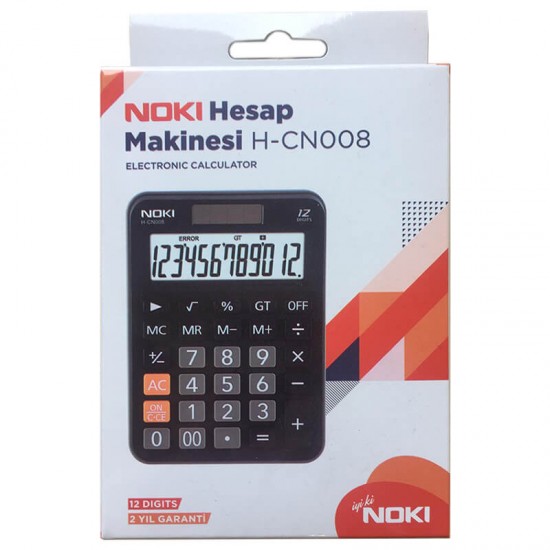 NOKI Hesap
Makinesi H-CN008
ELECTRONIC CALCULATOR
NOKI
H-CN008
12
DIGITS
ERROR GT
123456789012.
► √ % GT OFF
MC MR M− M+ ÷
+/− 7 8 9 ×
AC 4 5 6 −
ON
C·CE 1 2 3 +
0 00 • =
12 DIGITS
2 YIL GARANTİ
iyi ki
NOKI